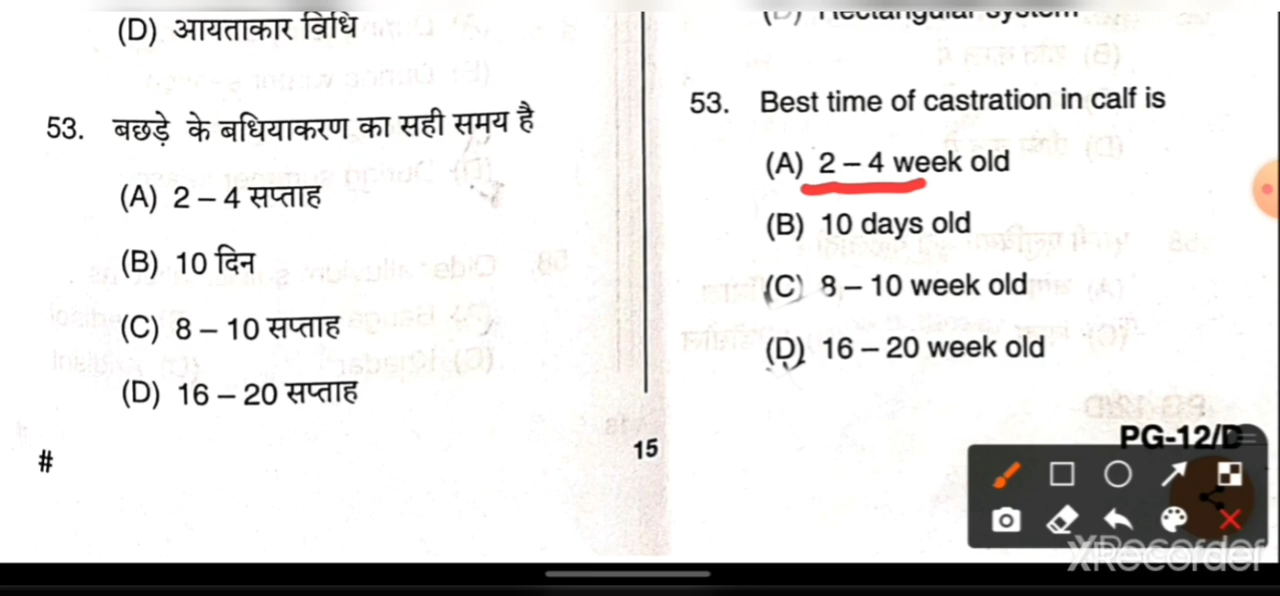 (D) आयताकार विधि
53. बछड़े के बधियाकरण का सही समय है
(A) 2 – 4 सप्ताह
(B) 10 दिन
(C) 8 – 10 सप्ताह
(D) 16 – 20 सप्ताह
#
15
(D) Rectangular system
53. Best time of castration in calf is
(A) 2 – 4 week old
(B) 10 days old
(C) 8 – 10 week old
(D) 16 – 20 week old
PG-12/D
XRecorder